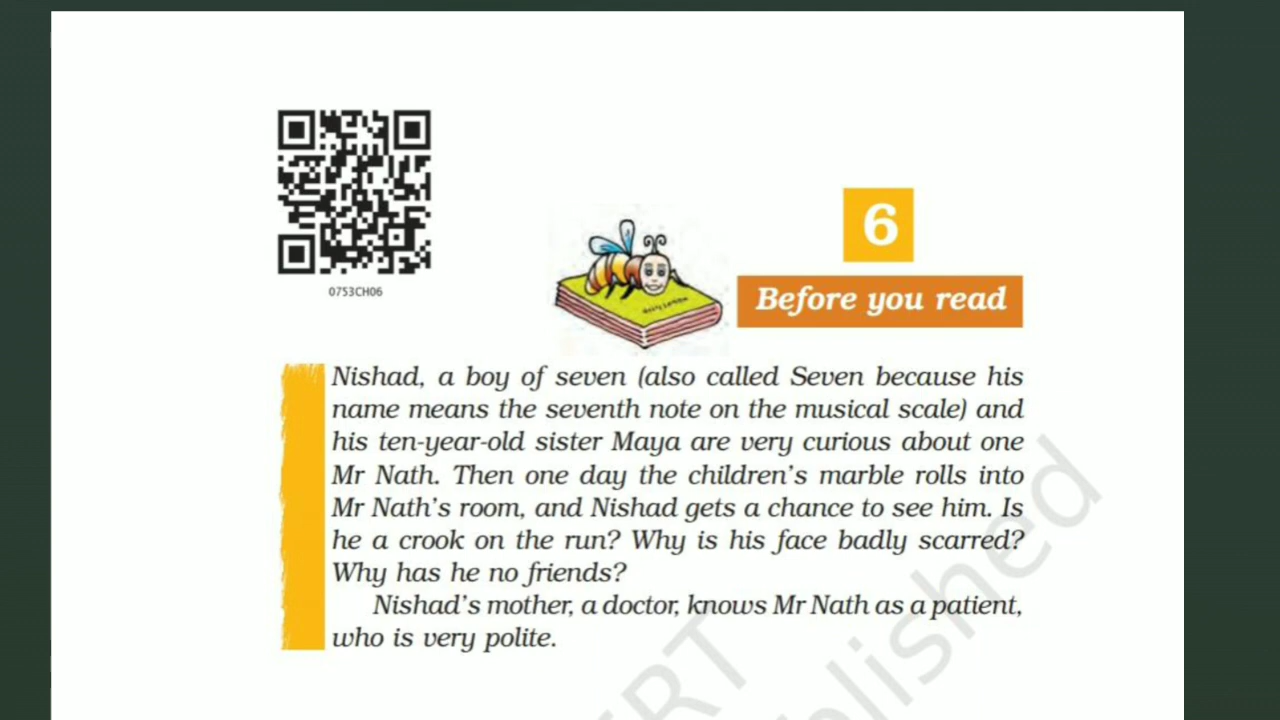 0753CH06
6
Before you read
Nishad, a boy of seven (also called Seven because his
name means the seventh note on the musical scale) and
his ten-year-old sister Maya are very curious about one
Mr Nath. Then one day the children's marble rolls into
Mr Nath's room, and Nishad gets a chance to see him. Is
he a crook on the run? Why is his face badly scarred?
Why has he no friends?
Nishad's mother, a doctor, knows Mr Nath as a patient,
who is very polite.